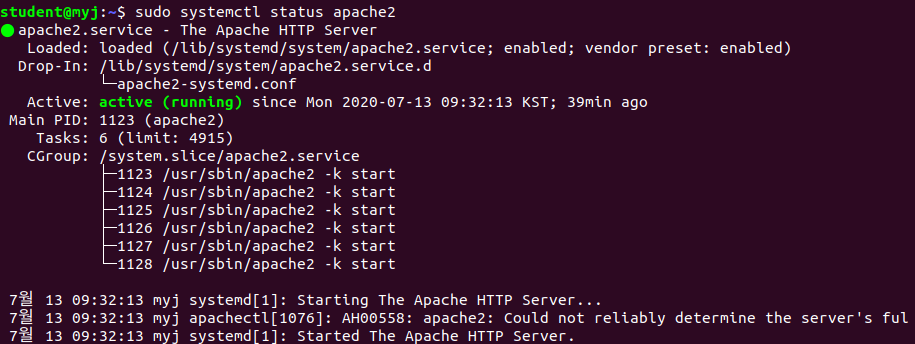 student@myj:~$ sudo systemctl status apache2
● apache2.service - The Apache HTTP Server
   Loaded: loaded (/lib/systemd/system/apache2.service; enabled; vendor preset: enabled)
  Drop-In: /lib/systemd/system/apache2.service.d
           └─apache2-systemd.conf
   Active: active (running) since Mon 2020-07-13 09:32:13 KST; 39min ago
 Main PID: 1123 (apache2)
    Tasks: 6 (limit: 4915)
   CGroup: /system.slice/apache2.service
           ├─1123 /usr/sbin/apache2 -k start
           ├─1124 /usr/sbin/apache2 -k start
           ├─1125 /usr/sbin/apache2 -k start
           ├─1126 /usr/sbin/apache2 -k start
           ├─1127 /usr/sbin/apache2 -k start
           └─1128 /usr/sbin/apache2 -k start

 7월 13 09:32:13 myj systemd[1]: Starting The Apache HTTP Server...
 7월 13 09:32:13 myj apachectl[1076]: AH00558: apache2: Could not reliably determine the server's ful
 7월 13 09:32:13 myj systemd[1]: Started The Apache HTTP Server.